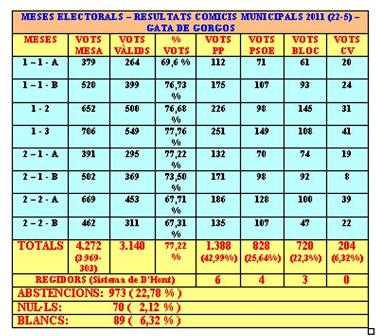 MESES ELECTORALS – RESULTATS COMICIS MUNICIPALS 2011 (22-5) –
GATA DE GORGOS
MESES VOTS MESA VOTS VÀLIDS % VOTS VOTS PP VOTS PSOE VOTS BLOC VOTS CV
1 – 1 - A 379 264 69,6 % 112 71 61 20
1 – 1 - B 520 399 76,73 % 175 107 93 24
1 - 2 652 500 76,68 % 226 98 145 31
1 - 3 706 549 77,76 % 251 149 108 41
2 – 1 - A 391 295 77,22 % 132 70 74 19
2 – 1 - B 502 369 73,50 % 171 98 92 8
2 – 2 - A 669 453 67,71 % 186 128 100 39
2 – 2 - B 462 311 67,31 % 135 107 47 22
TOTALS 4.272 (3969-303) 3.140 77,22 % 1.388 (42,99%) 828 (25,64%) 720 (22,3%) 204 (6,32%)
REGIDORS (Sistema de D'Hont) 6 4 3 0
ABSTENCIONS: 973 ( 22,78 % )
NUL·LS: 70 ( 2,12 % )
BLANCS: 89 ( 6,32 % )